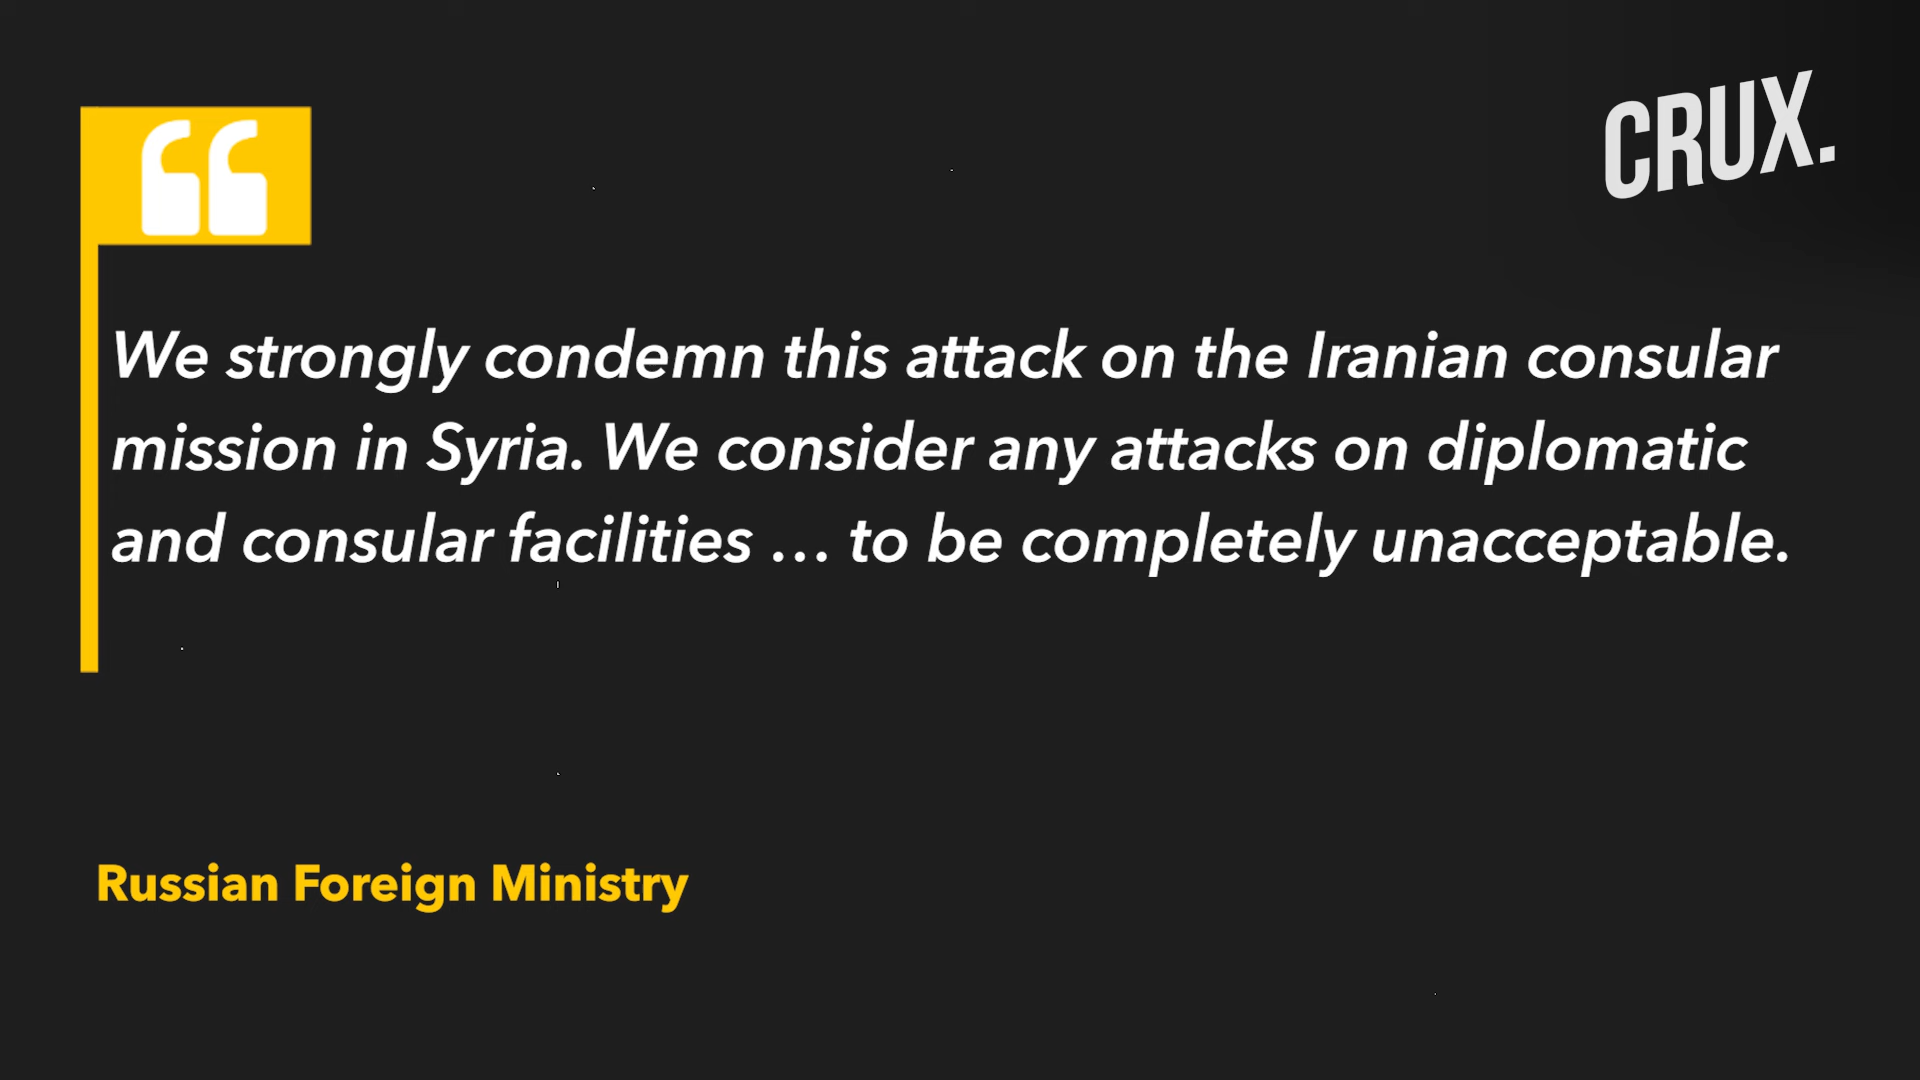 CRUX.
“
We strongly condemn this attack on the Iranian consular
mission in Syria. We consider any attacks on diplomatic
and consular facilities … to be completely unacceptable.
Russian Foreign Ministry